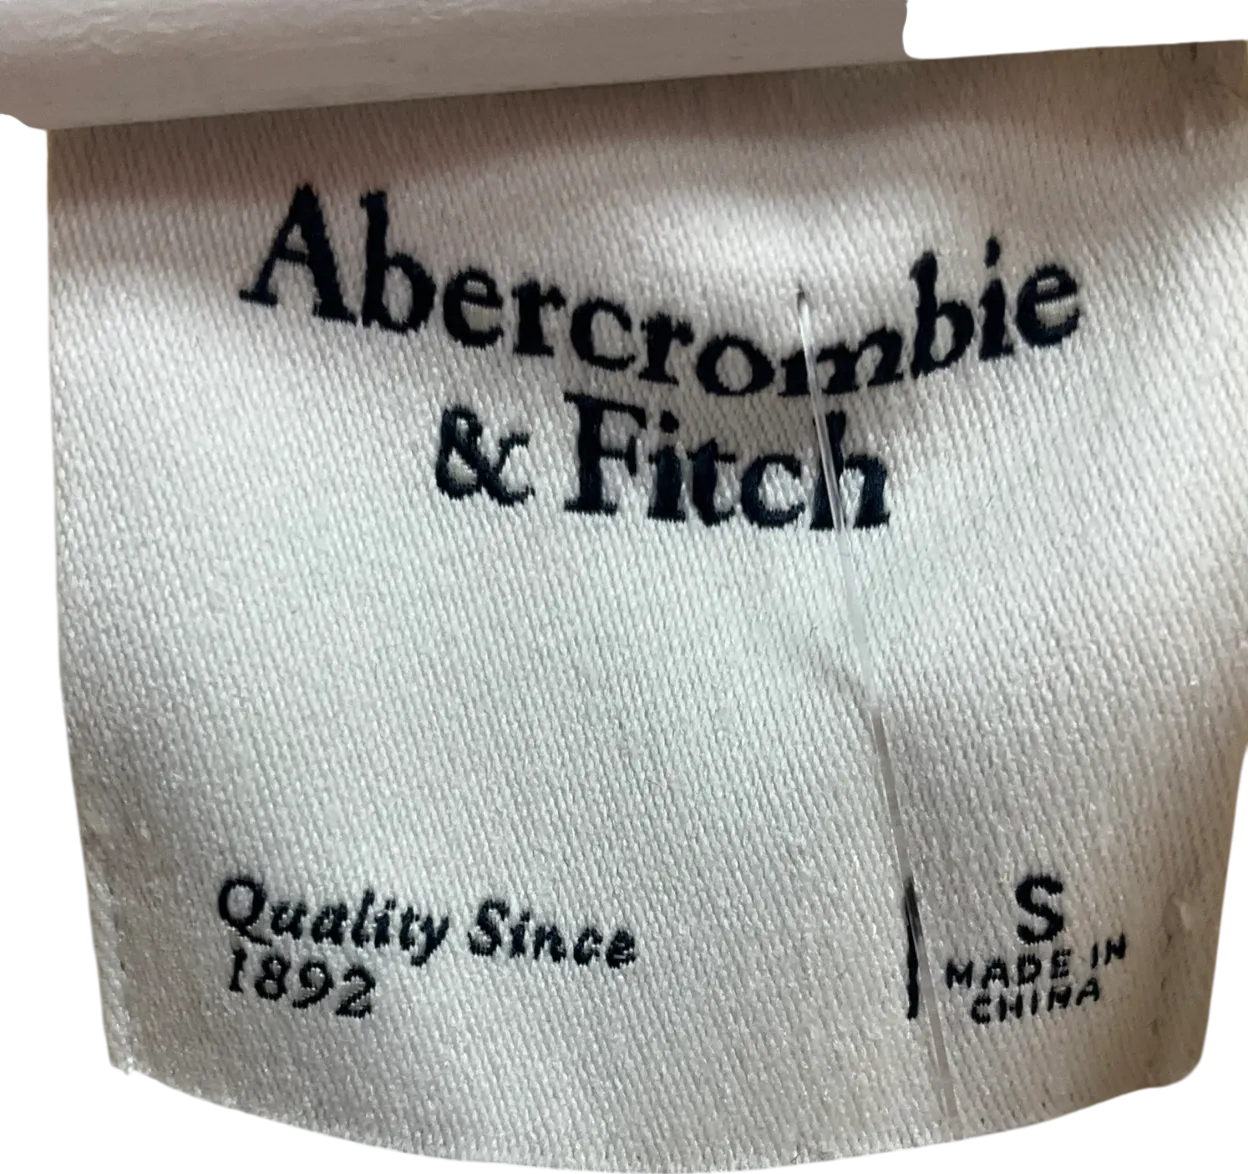 Abercrombie
& Fitch
Quality Since
1892
S
MADE IN
CHINA